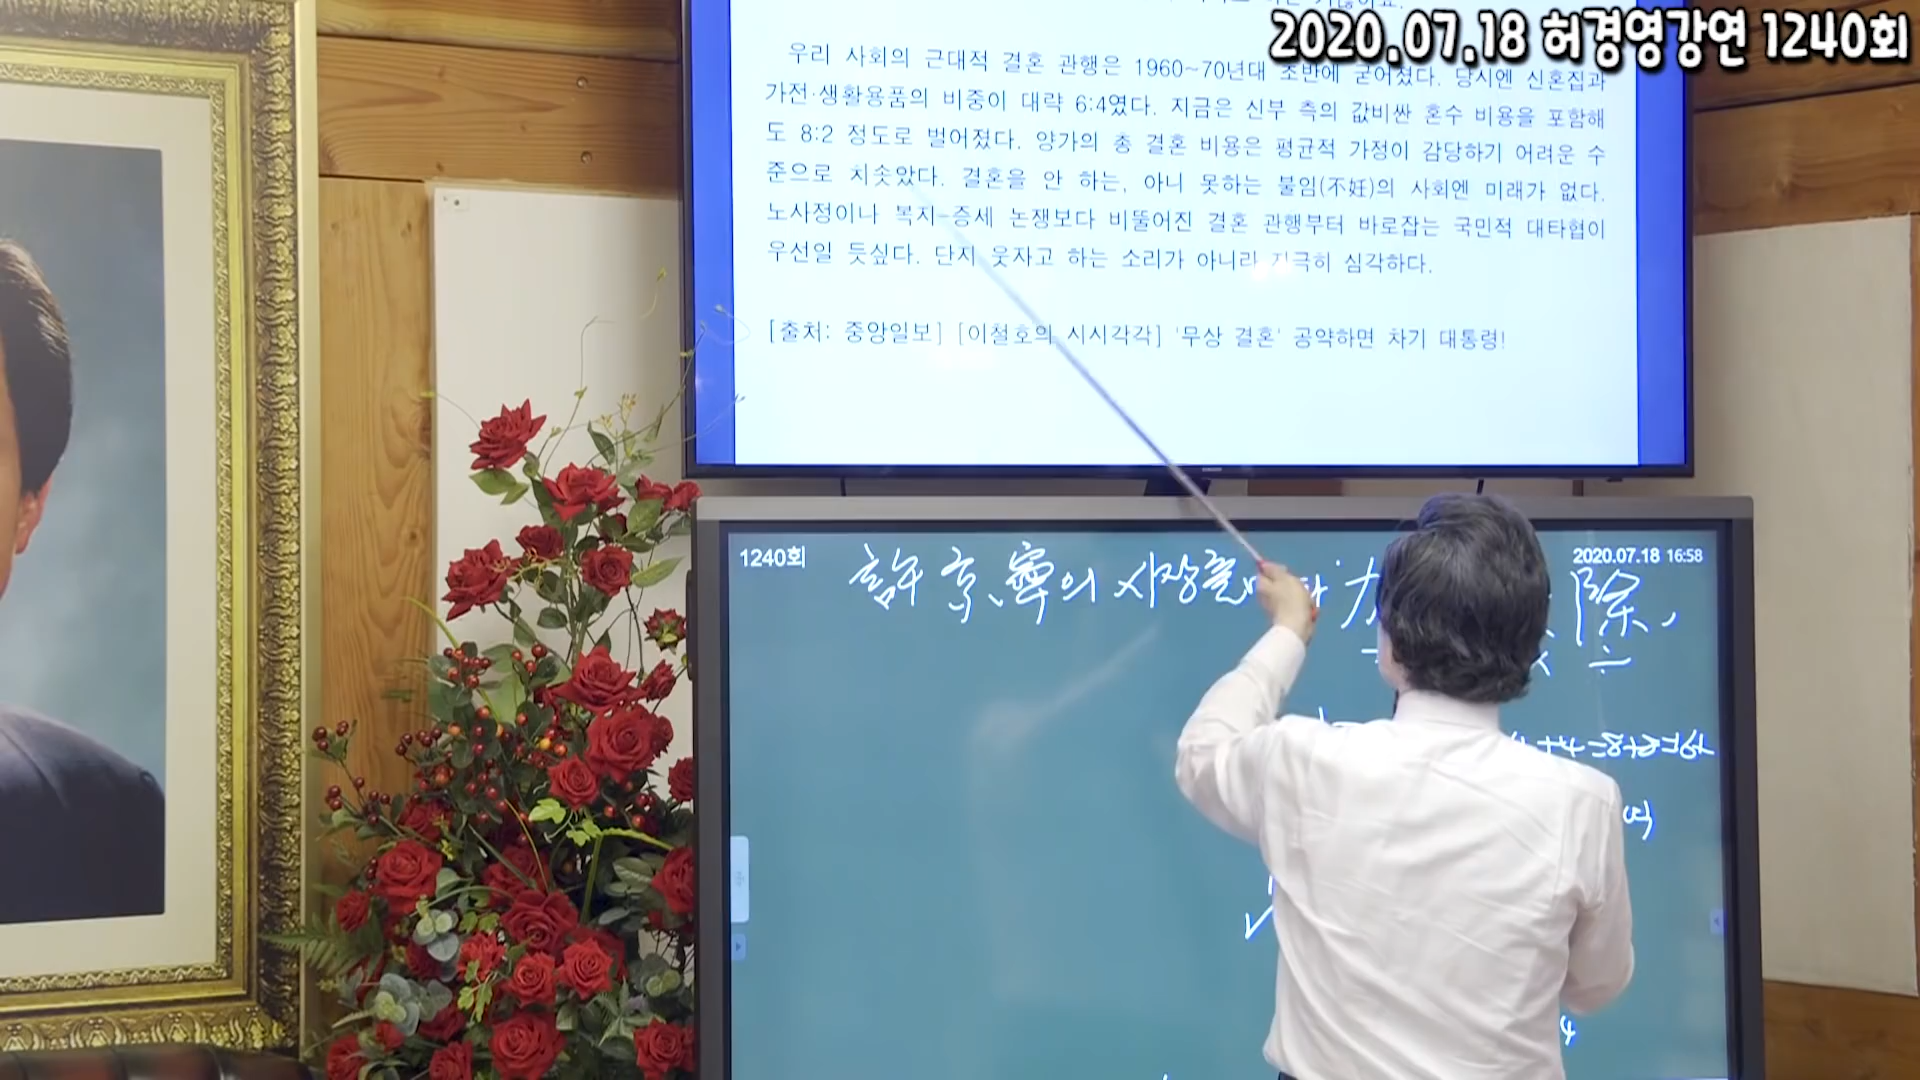 2020.07.18 허경영강연 1240회
우리 사회의 근대적 결혼 관행은 1960~70년대 초반에 굳어졌다. 당시엔 신혼집과
가전·생활용품의 비중이 대략 6:4였다. 지금은 신부 측의 값비싼 혼수 비용을 포함해
도 8:2 정도로 벌어졌다. 양가의 총 결혼 비용은 평균적 가정이 감당하기 어려운 수
준으로 치솟았다. 결혼을 안 하는, 아니 못하는 불임(不妊)의 사회엔 미래가 없다.
노사정이나 복지-증세 논쟁보다 비뚤어진 결혼 관행부터 바로잡는 국민적 대타협이
우선일 듯싶다. 단지 웃자고 하는 소리가 아니라 지극히 심각하다.
[출처: 중앙일보] [이철호의 시시각각] '무상 결혼' 공약하면 차기 대통령!
1240회
2020.07.18 16:58
許京寧의 사랑은
除,
÷
4